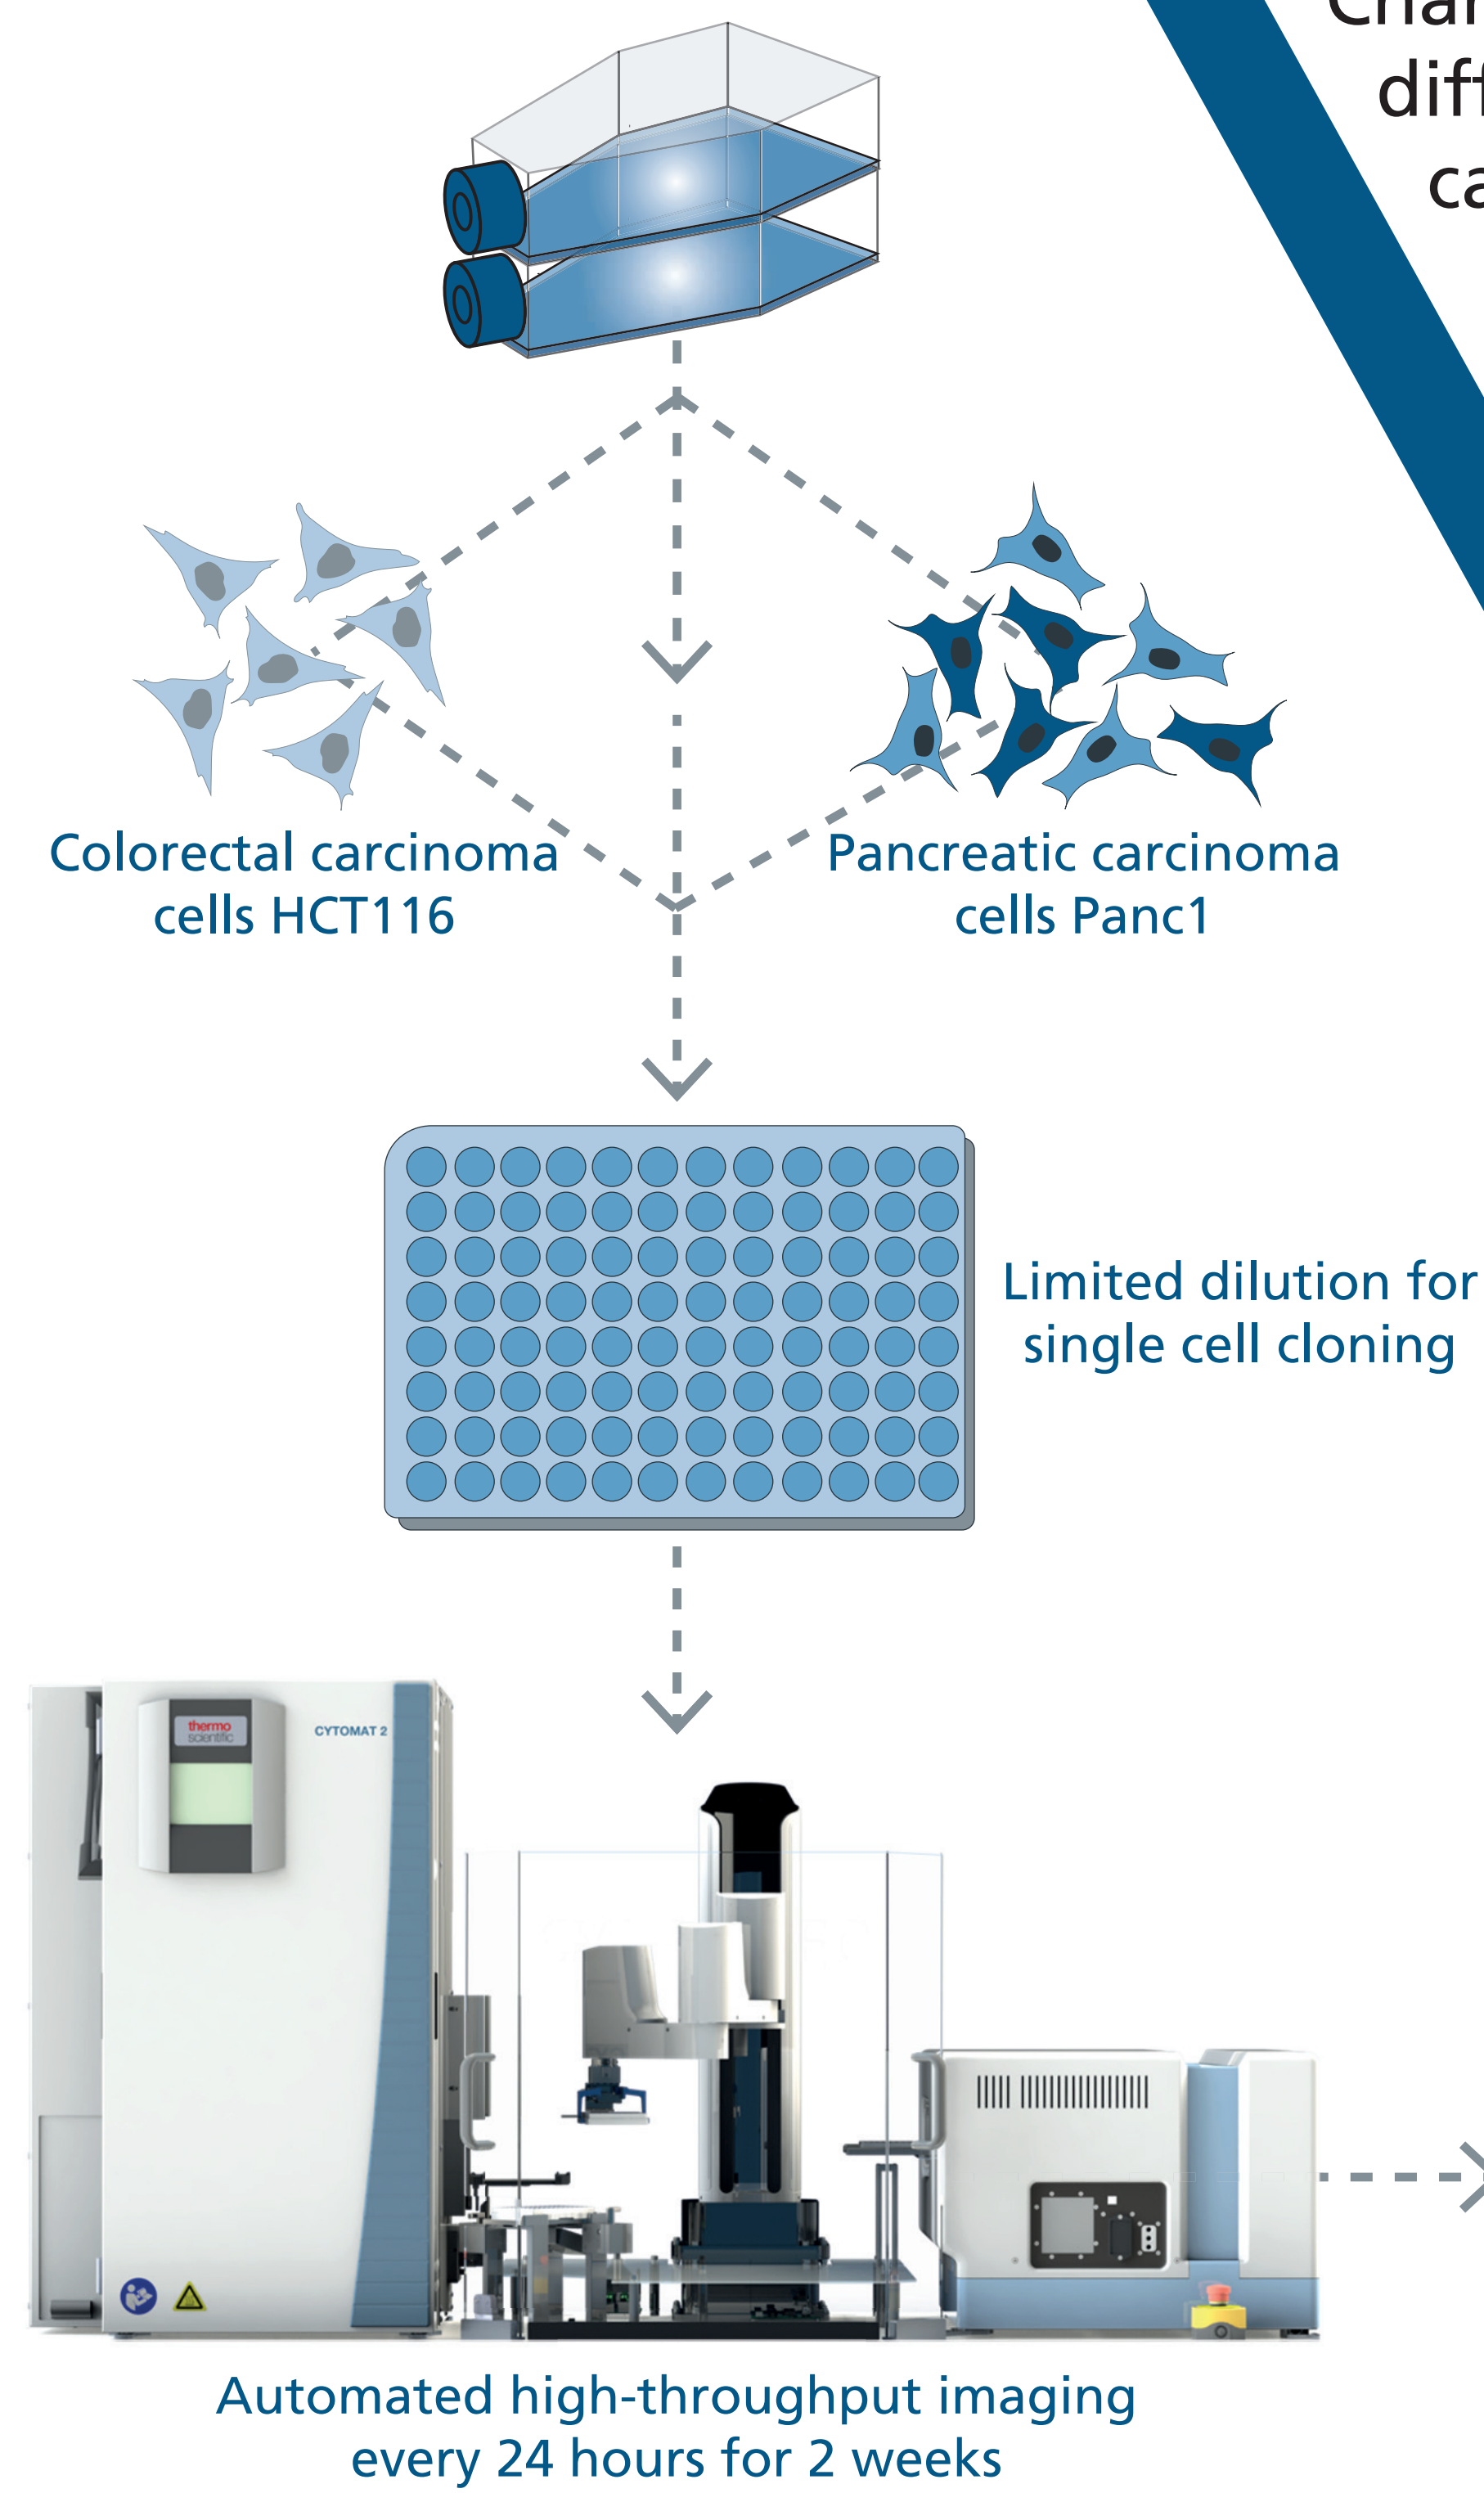 diff
ca
Colorectal carcinoma
cells HCT116
Pancreatic carcinoma
cells Panc1
Limited dilution for
single cell cloning
thermo
scientific
CYTOMAT 2
Automated high-throughput imaging
every 24 hours for 2 weeks